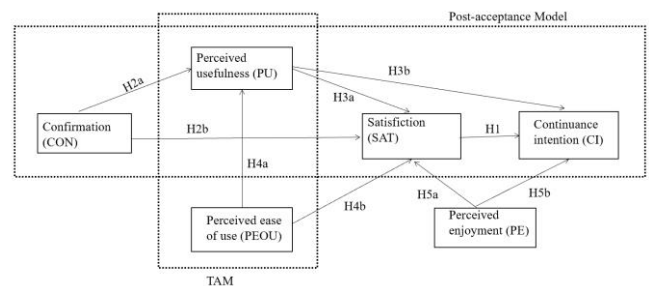 Post-acceptance Model
Perceived
usefulness (PU)
H2a
H3b
H3a
Confirmation
(CON)
H2b
Satisfiction
(SAT)
H1
Continuance
intention (CI)
H4a
H4b
H5a
H5b
Perceived ease
of use (PEOU)
Perceived
enjoyment (PE)
TAM